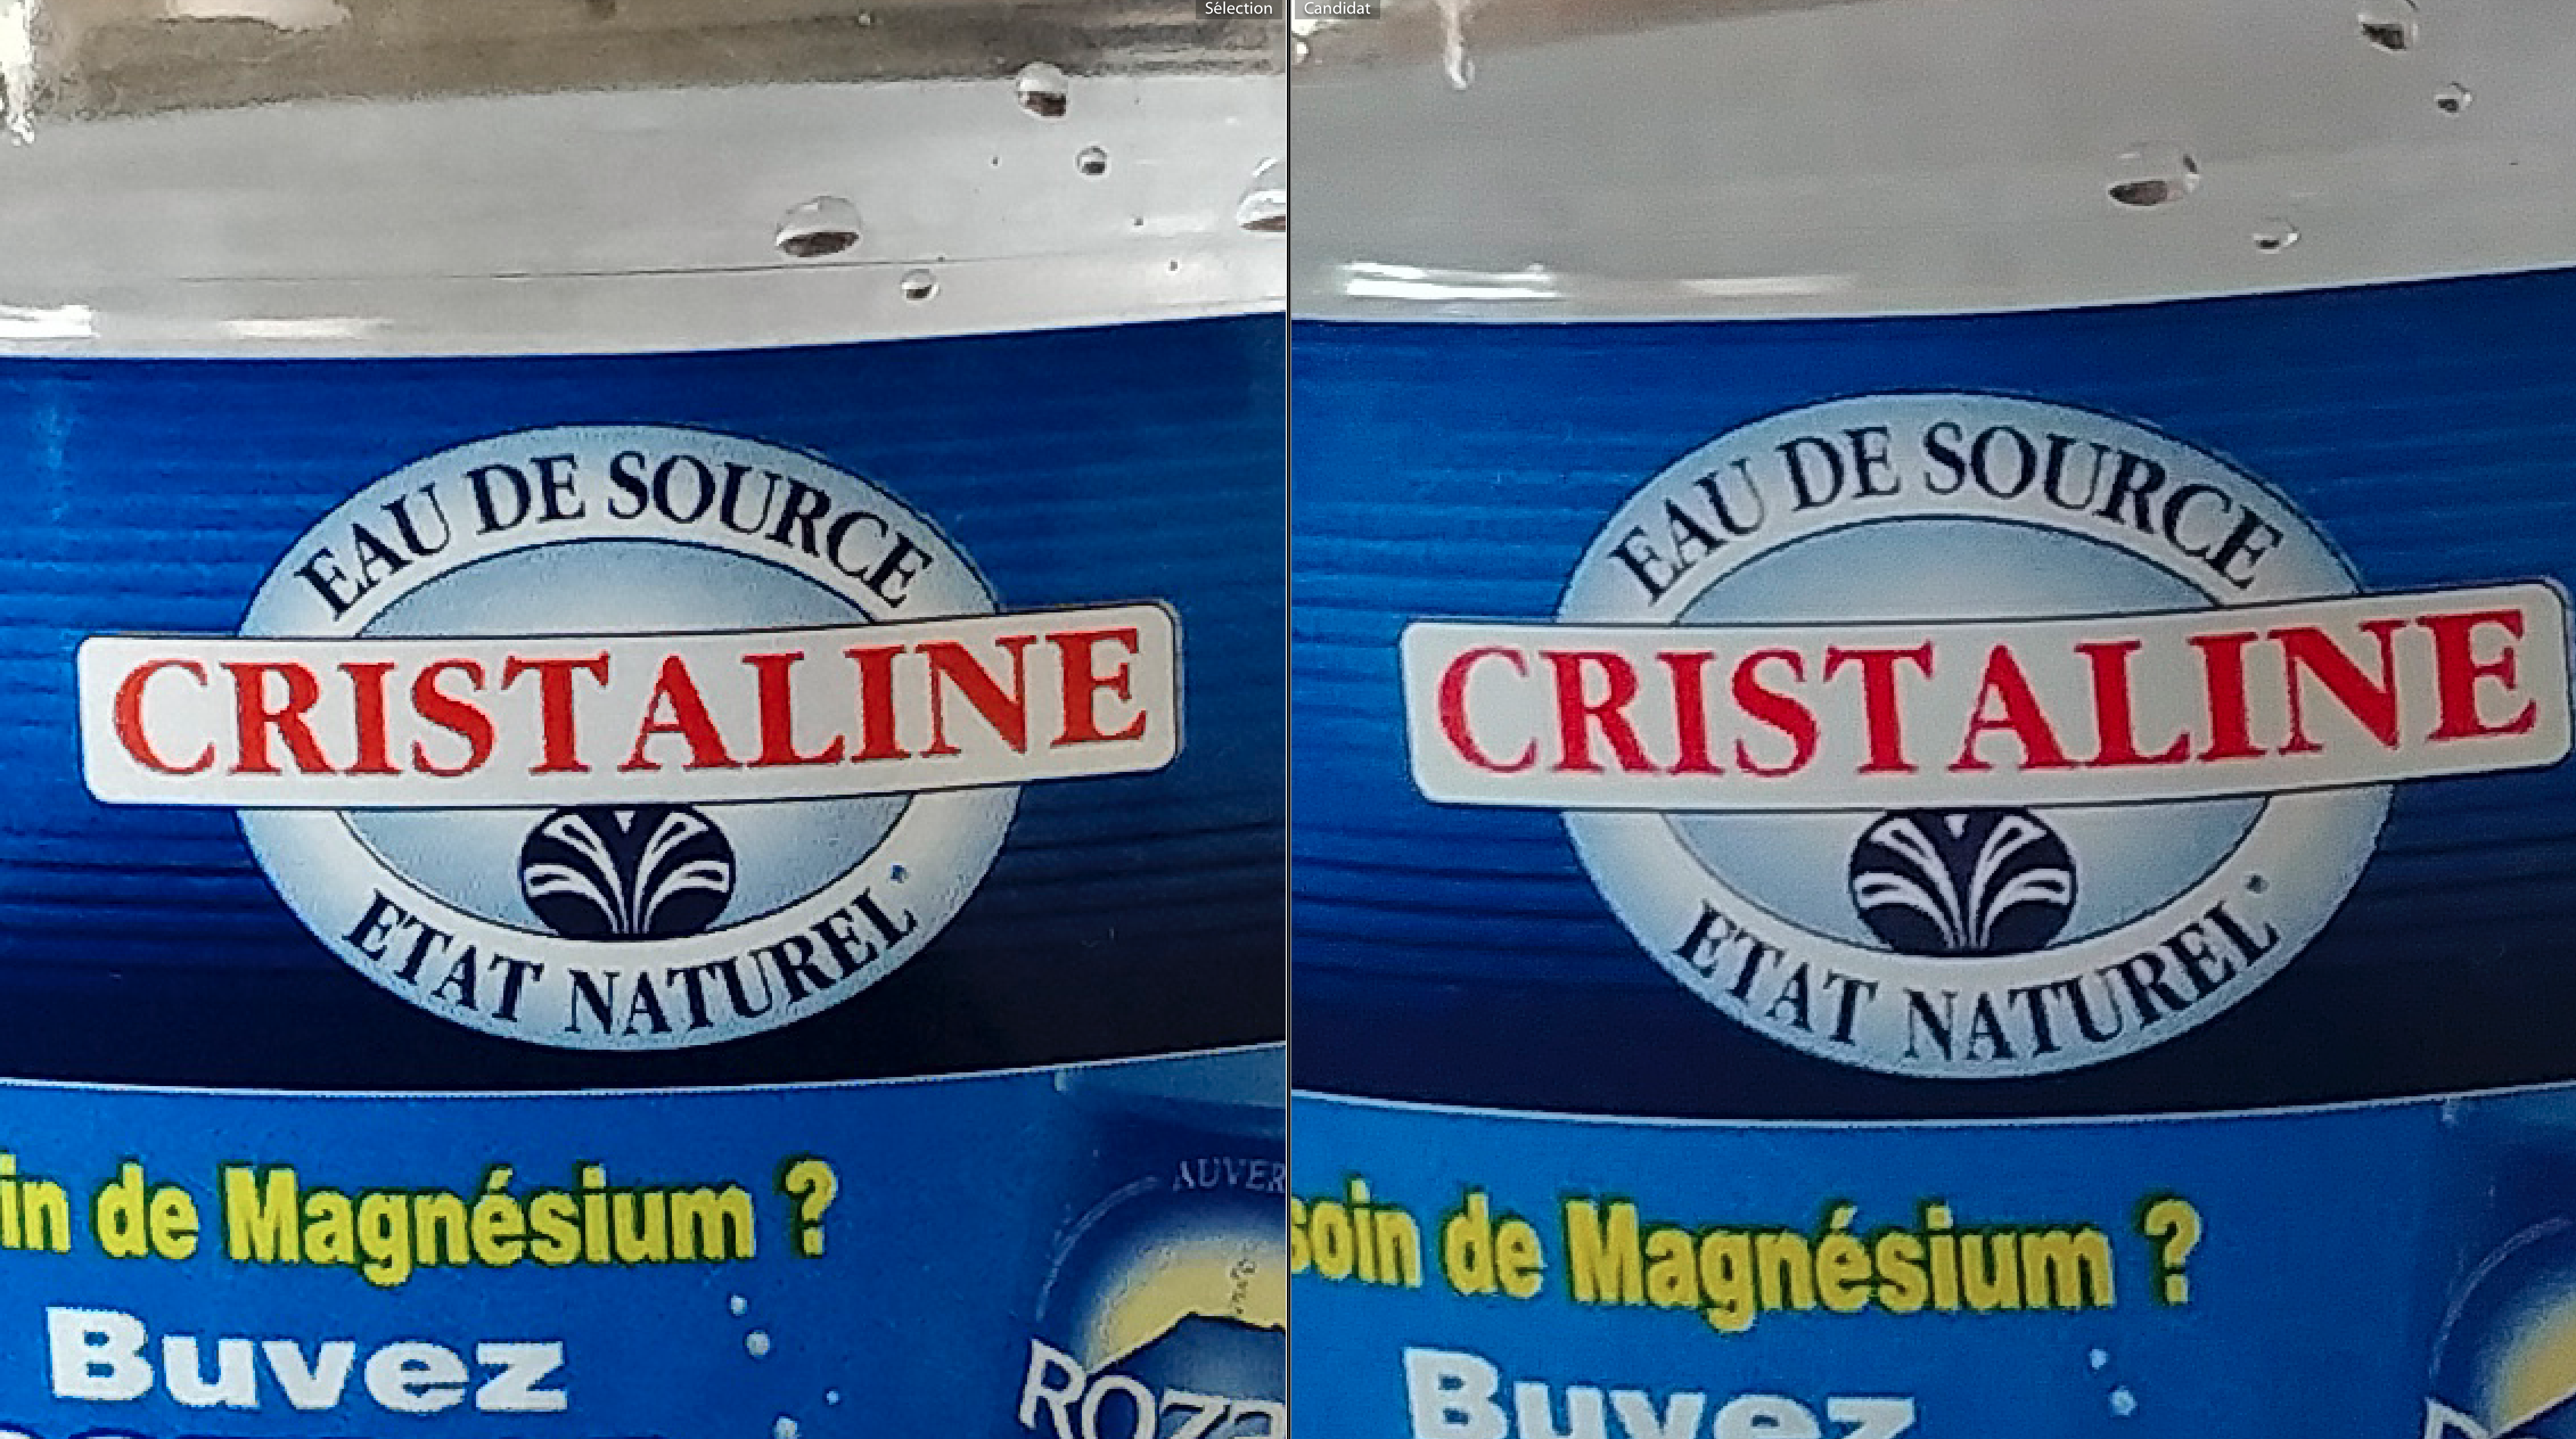 Sélection
Candidat
EAU DE SOURCE
CRISTALINE
ETAT NATUREL
in de Magnésium ?
Buvez
AUVER
ROZA
EAU DE SOURCE
CRISTALINE
ETAT NATUREL
soin de Magnésium ?
Buvez